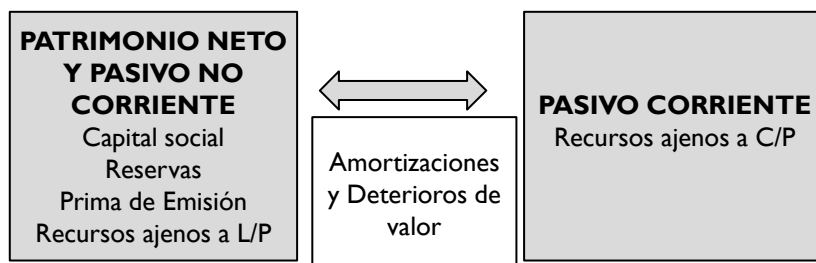 PATRIMONIO NETO
Y PASIVO NO
CORRIENTE
Capital social
Reservas
Prima de Emisión
Recursos ajenos a L/P
Amortizaciones
y Deterioros de
valor
PASIVO CORRIENTE
Recursos ajenos a C/P